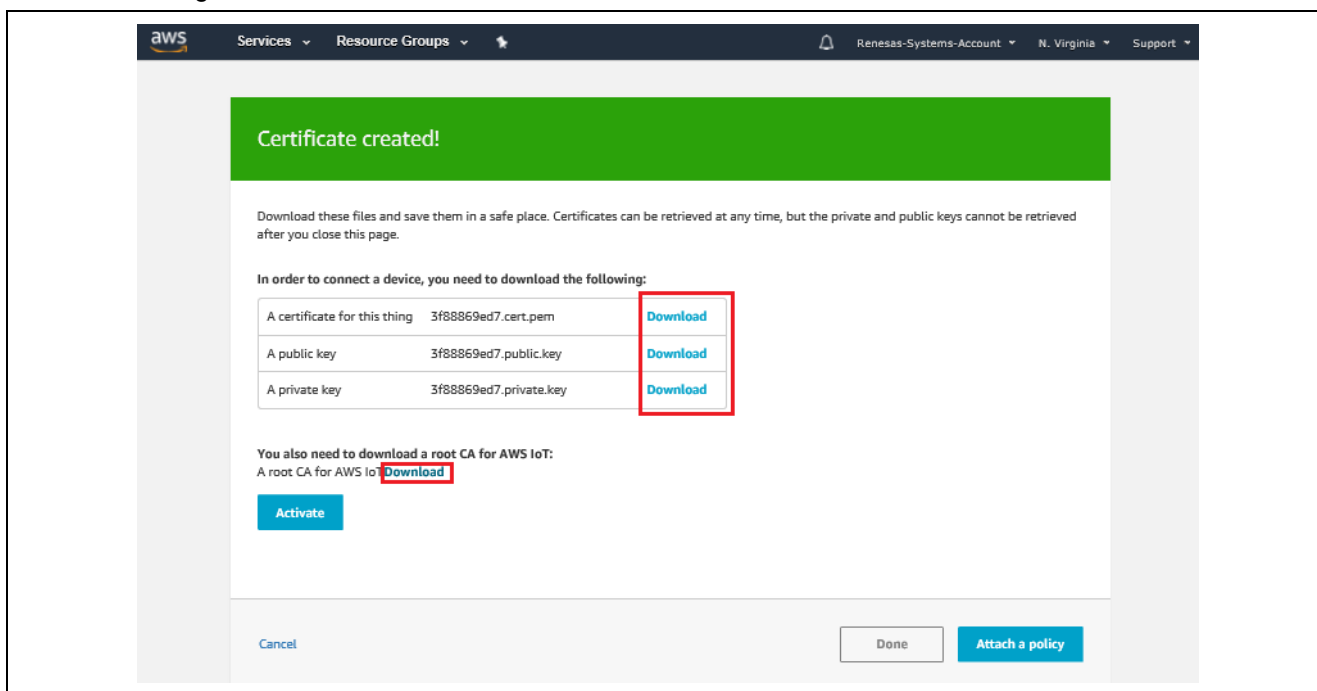 aws Services Resource Groups Renesas-Systems-Account N. Virginia Support
Certificate created!
Download these files and save them in a safe place. Certificates can be retrieved at any time, but the private and public keys cannot be retrieved
after you close this page.
In order to connect a device, you need to download the following:
A certificate for this thing 3f88869ed7.cert.pem Download
A public key 3f88869ed7.public.key Download
A private key 3f88869ed7.private.key Download
You also need to download a root CA for AWS IoT:
A root CA for AWS IoT Download
Activate
Cancel Done Attach a policy